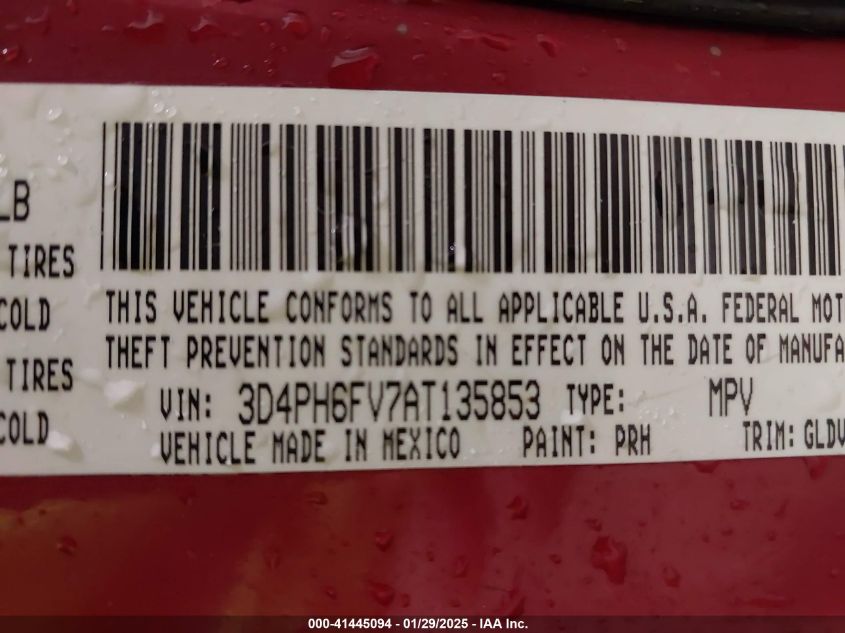 LB
TIRES
COLD
TIRES
COLD
THIS VEHICLE CONFORMS TO ALL APPLICABLE U.S.A. FEDERAL MOT
THEFT PREVENTION STANDARDS IN EFFECT ON THE DATE OF MANUFA
VIN: 3D4PH6FV7AT135853 TYPE: MPV
VEHICLE MADE IN MEXICO PAINT: PRH TRIM: GLDV
000-41445094 - 01/29/2025 - IAA Inc.